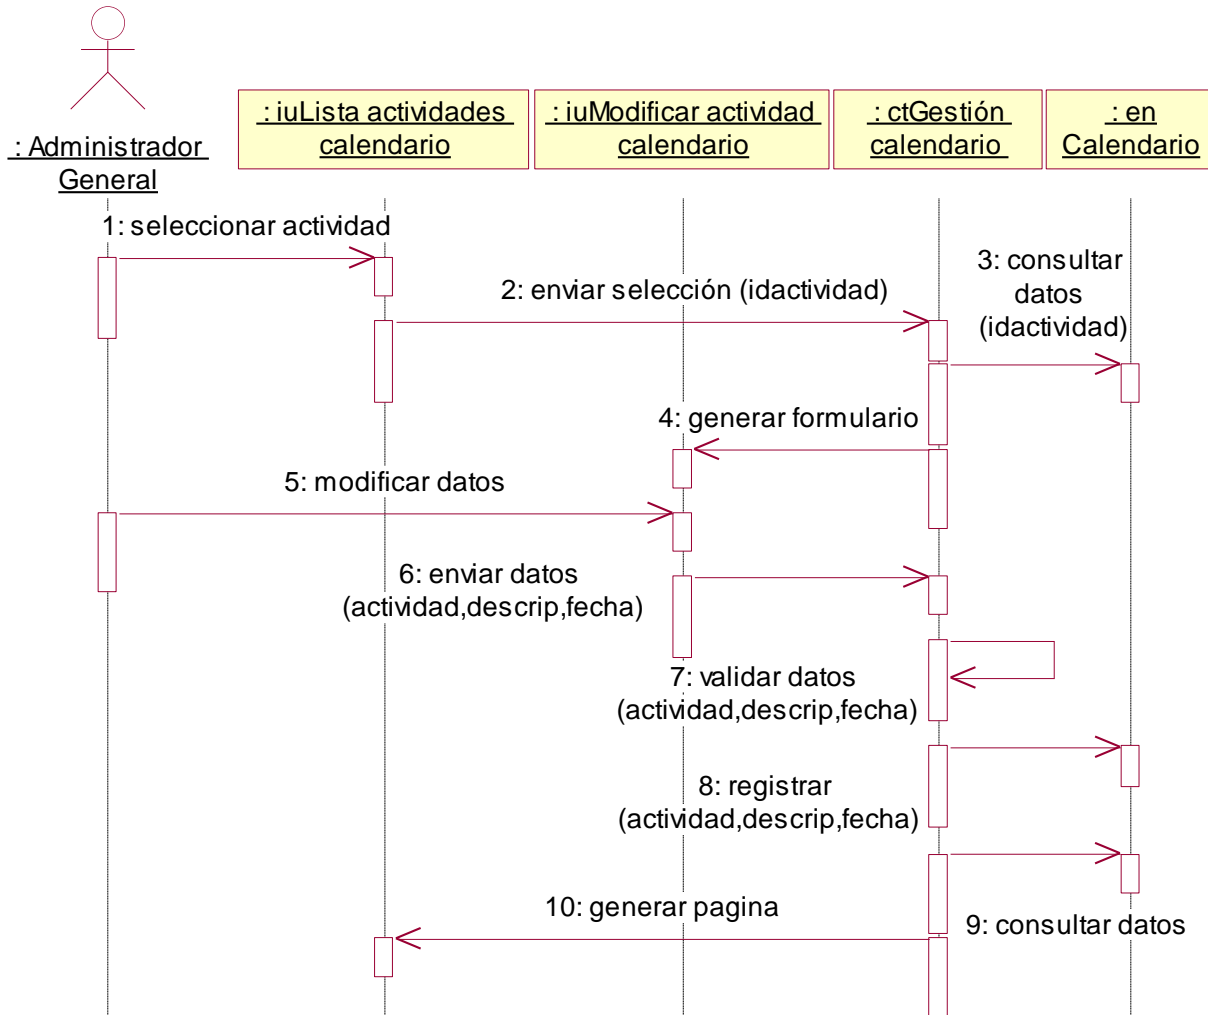 : Administrador
General
: iuLista actividades
calendario
: iuModificar actividad
calendario
: ctGestión
calendario
: en
Calendario
1: seleccionar actividad
2: enviar selección (idactividad)
3: consultar
datos
(idactividad)
4: generar formulario
5: modificar datos
6: enviar datos
(actividad,descrip,fecha)
7: validar datos
(actividad,descrip,fecha)
8: registrar
(actividad,descrip,fecha)
9: consultar datos
10: generar pagina